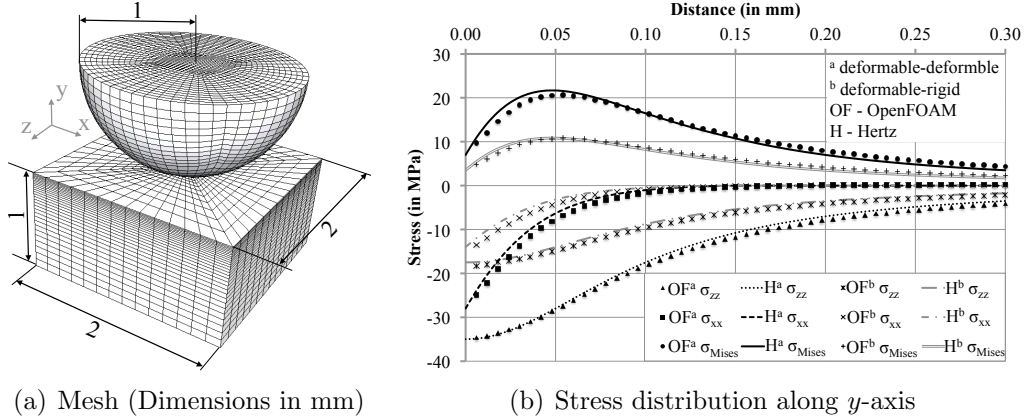 1
y
z
x
1
2
2
(a) Mesh (Dimensions in mm)
Distance (in mm)
0.00 0.05 0.10 0.15 0.20 0.25 0.30
Stress (in MPa)
30
20
10
0
-10
-20
-30
-40
ᵃ deformable-deformble
ᵇ deformable-rigid
OF - OpenFOAM
H - Hertz
OFᵃ σzz Hᵃ σzz OFᵇ σzz Hᵇ σzz
OFᵃ σxx Hᵃ σxx OFᵇ σxx Hᵇ σxx
OFᵃ σMises Hᵃ σMises OFᵇ σMises Hᵇ σMises
(b) Stress distribution along y-axis